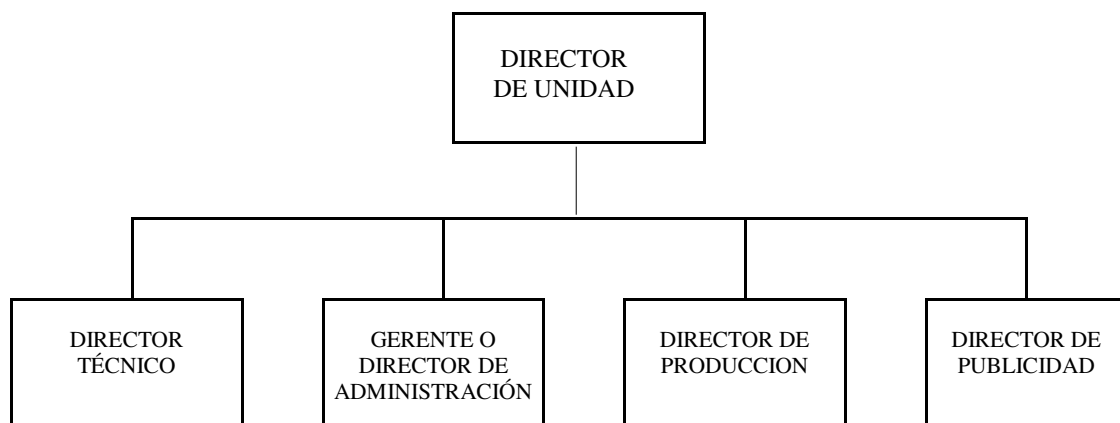 DIRECTOR
DE UNIDAD
DIRECTOR
TÉCNICO
GERENTE O
DIRECTOR DE
ADMINISTRACIÓN
DIRECTOR DE
PRODUCCION
DIRECTOR DE
PUBLICIDAD